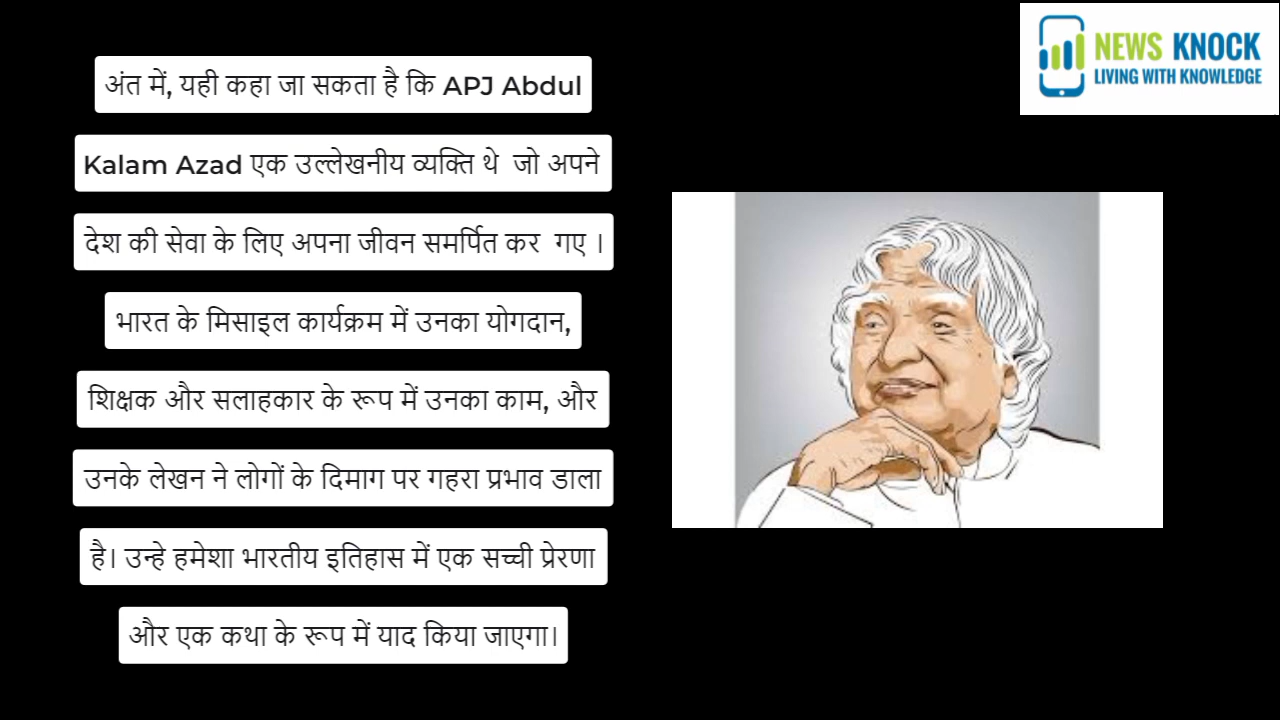 अंत में, यही कहा जा सकता है कि APJ Abdul
Kalam Azad एक उल्लेखनीय व्यक्ति थे जो अपने
देश की सेवा के लिए अपना जीवन समर्पित कर गए ।
भारत के मिसाइल कार्यक्रम में उनका योगदान,
शिक्षक और सलाहकार के रूप में उनका काम, और
उनके लेखन ने लोगों के दिमाग पर गहरा प्रभाव डाला
है। उन्हे हमेशा भारतीय इतिहास में एक सच्ची प्रेरणा
और एक कथा के रूप में याद किया जाएगा।
NEWS KNOCK
LIVING WITH KNOWLEDGE